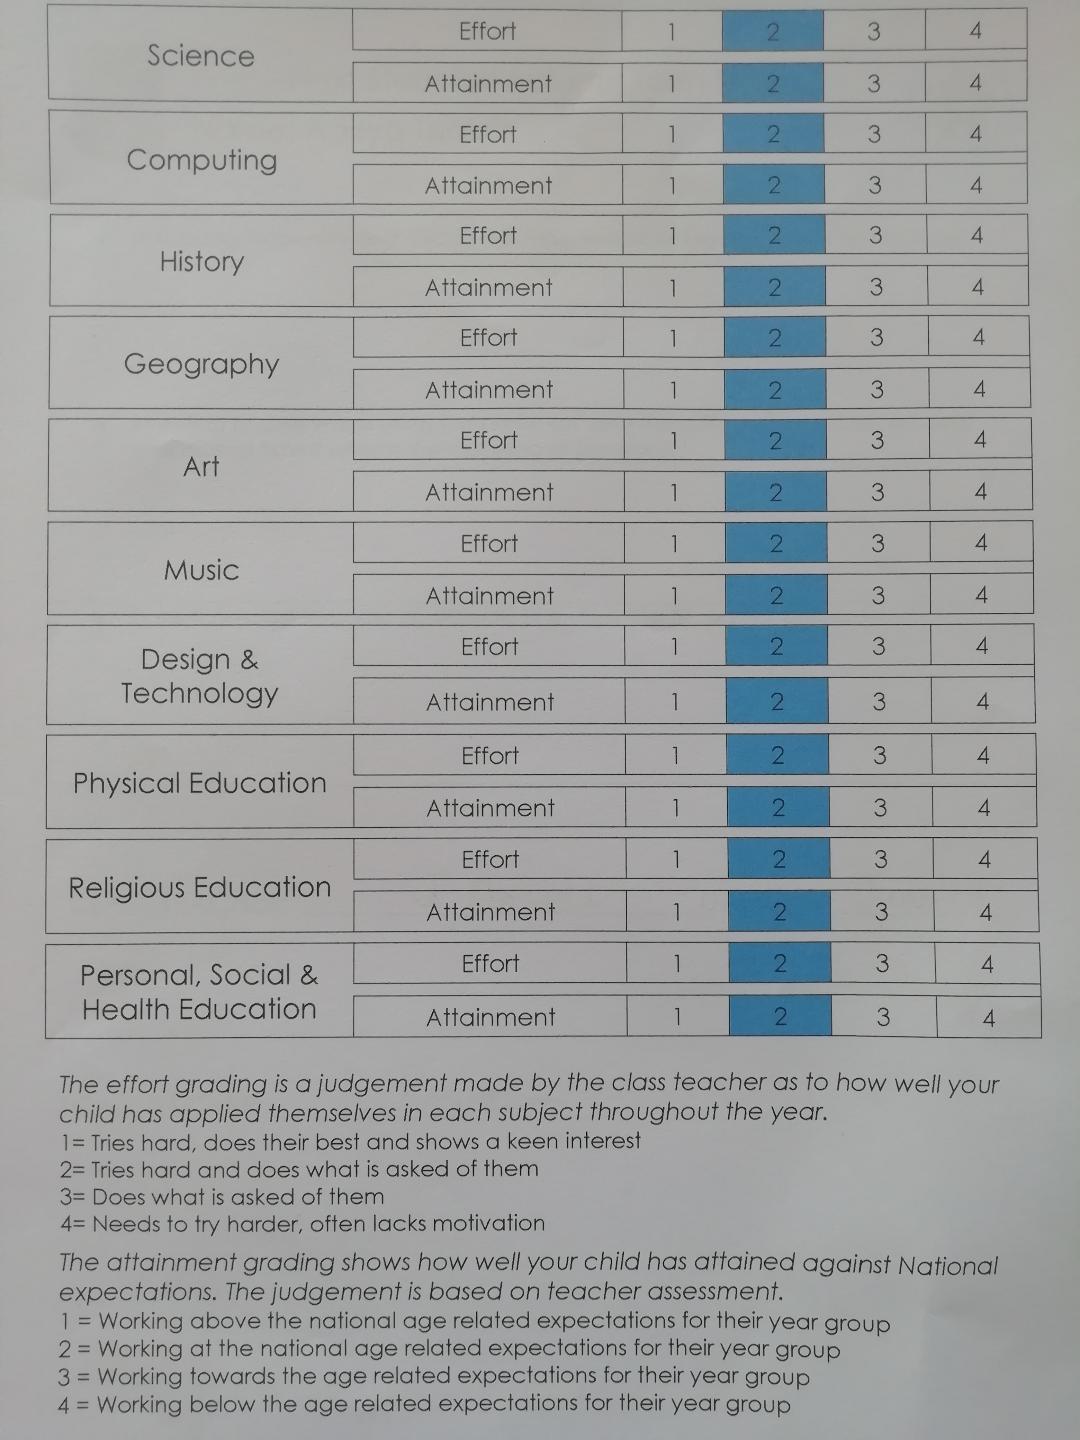 Science
Effort 1 2 3 4
Attainment 1 2 3 4
Computing
Effort 1 2 3 4
Attainment 1 2 3 4
History
Effort 1 2 3 4
Attainment 1 2 3 4
Geography
Effort 1 2 3 4
Attainment 1 2 3 4
Art
Effort 1 2 3 4
Attainment 1 2 3 4
Music
Effort 1 2 3 4
Attainment 1 2 3 4
Design &
Technology
Effort 1 2 3 4
Attainment 1 2 3 4
Physical Education
Effort 1 2 3 4
Attainment 1 2 3 4
Religious Education
Effort 1 2 3 4
Attainment 1 2 3 4
Personal, Social &
Health Education
Effort 1 2 3 4
Attainment 1 2 3 4
The effort grading is a judgement made by the class teacher as to how well your
child has applied themselves in each subject throughout the year.
1= Tries hard, does their best and shows a keen interest
2= Tries hard and does what is asked of them
3= Does what is asked of them
4= Needs to try harder, often lacks motivation
The attainment grading shows how well your child has attained against National
expectations. The judgement is based on teacher assessment.
1 = Working above the national age related expectations for their year group
2 = Working at the national age related expectations for their year group
3 = Working towards the age related expectations for their year group
4 = Working below the age related expectations for their year group